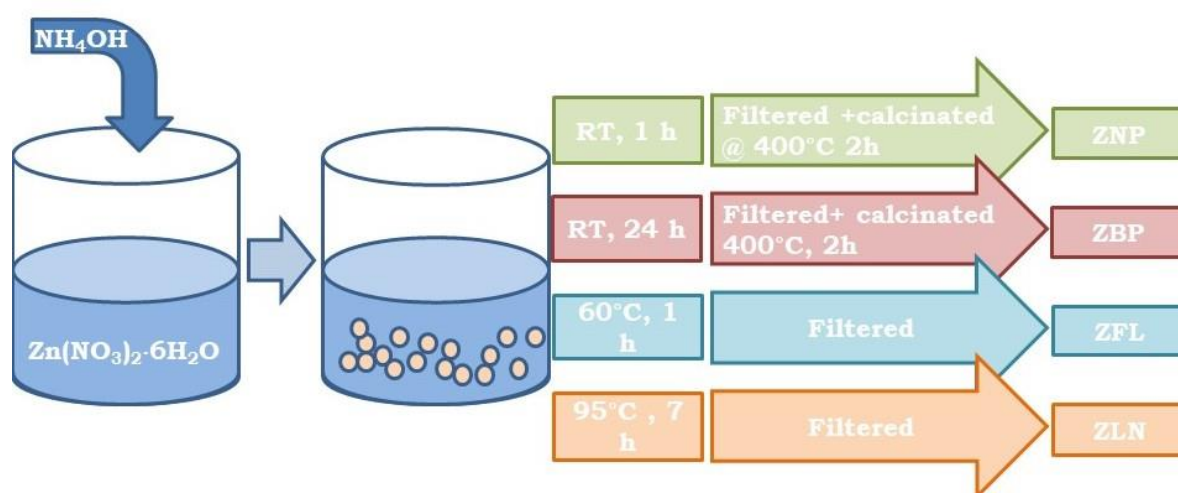 NH₄OH
Zn(NO₃)₂·6H₂O
RT, 1 h
Filtered +calcinated
@ 400°C 2h
ZNP
RT, 24 h
Filtered+ calcinated
400°C, 2h
ZBP
60°C, 1
h
Filtered
ZFL
95°C , 7
h
Filtered
ZLN